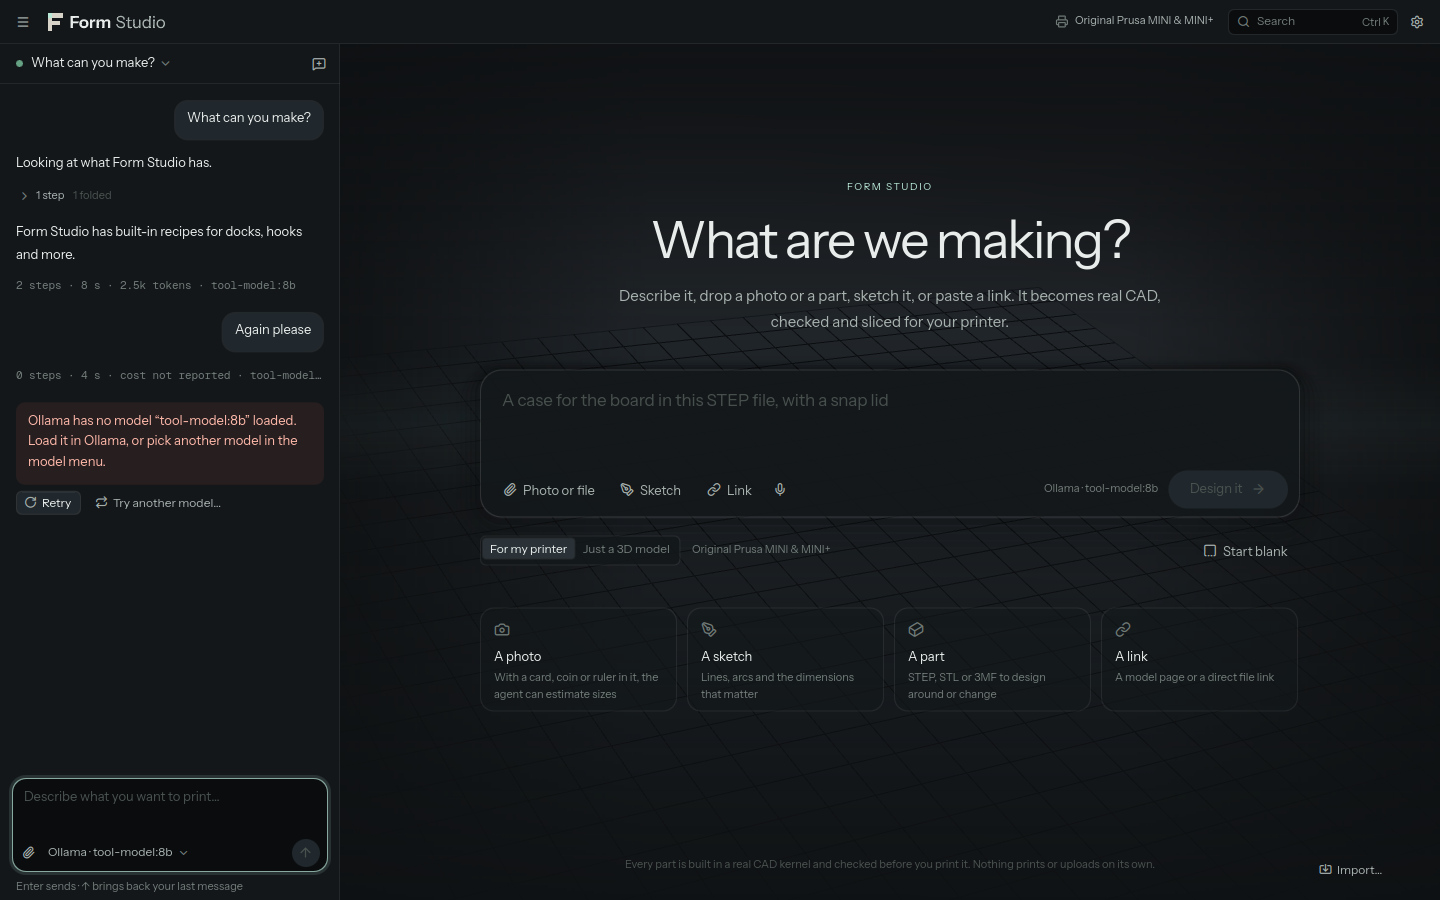 Form Studio
Original Prusa MINI & MINI+
Search
Ctrl K
What can you make?
What can you make?
Looking at what Form Studio has.
1 step 1 folded
Form Studio has built-in recipes for docks, hooks
and more.
2 steps · 8 s · 2.5k tokens · tool-model:8b
Again please
0 steps · 4 s · cost not reported · tool-model…
Ollama has no model “tool-model:8b” loaded.
Load it in Ollama, or pick another model in the
model menu.
Retry
Try another model…
Describe what you want to print…
Ollama · tool-model:8b
Enter sends · ↑ brings back your last message
FORM STUDIO
What are we making?
Describe it, drop a photo or a part, sketch it, or paste a link. It becomes real CAD,
checked and sliced for your printer.
A case for the board in this STEP file, with a snap lid
Photo or file
Sketch
Link
Ollama · tool-model:8b
Design it
For my printer
Just a 3D model
Original Prusa MINI & MINI+
Start blank
A photo
With a card, coin or ruler in it, the
agent can estimate sizes
A sketch
Lines, arcs and the dimensions
that matter
A part
STEP, STL or 3MF to design
around or change
A link
A model page or a direct file link
Every part is built in a real CAD kernel and checked before you print it. Nothing prints or uploads on its own.
Import…